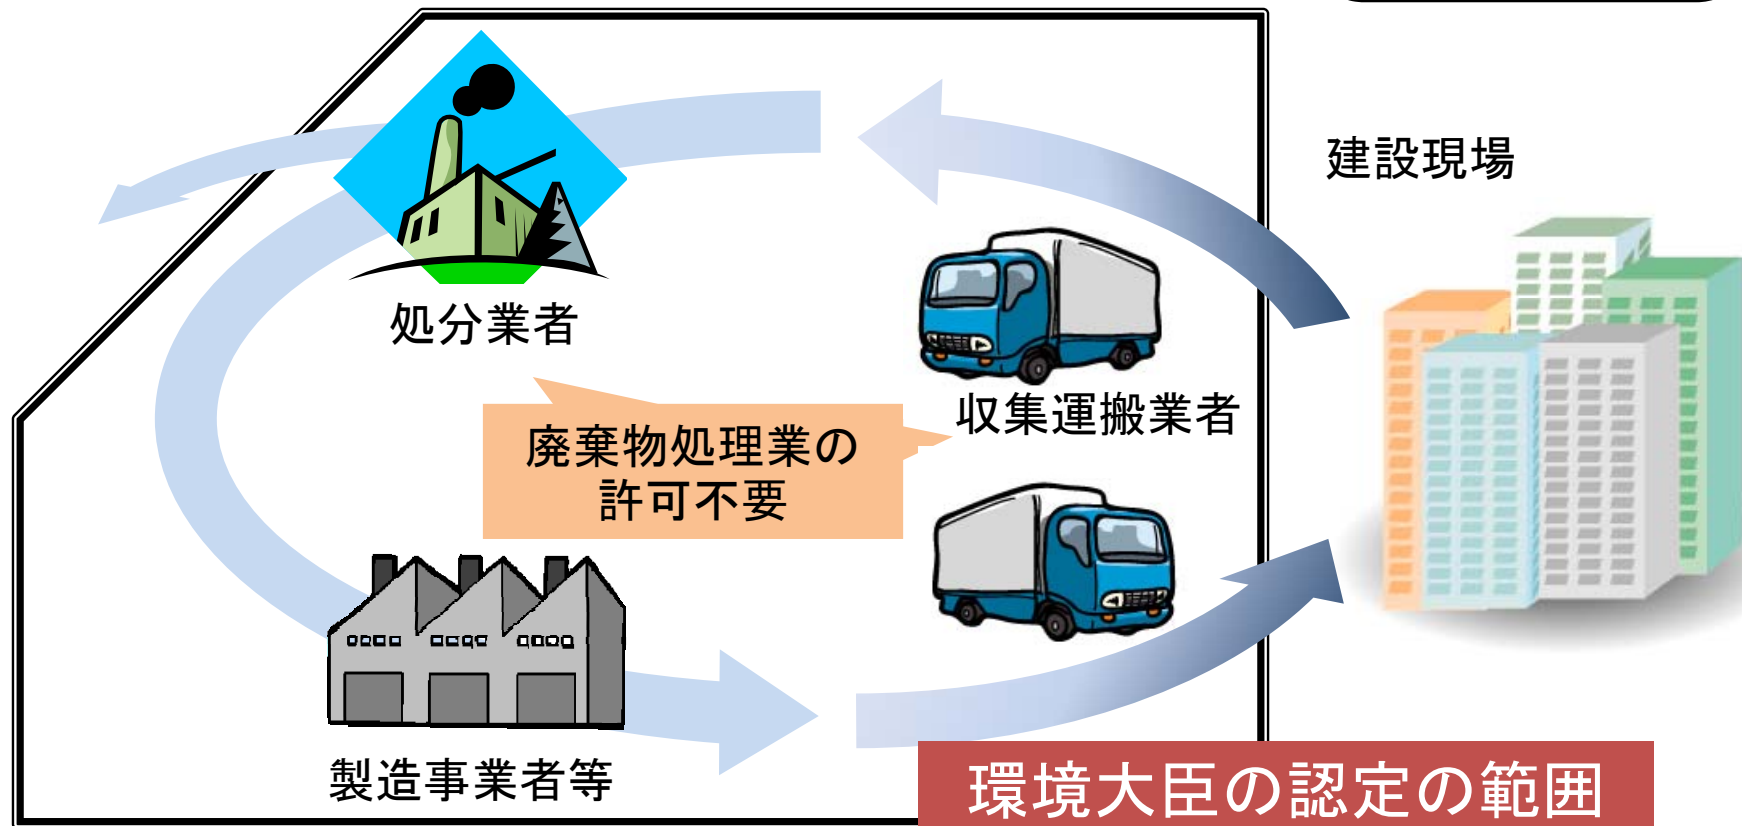 建設現場
処分業者
収集運搬業者
廃棄物処理業の
許可不要
製造事業者等
環境大臣の認定の範囲